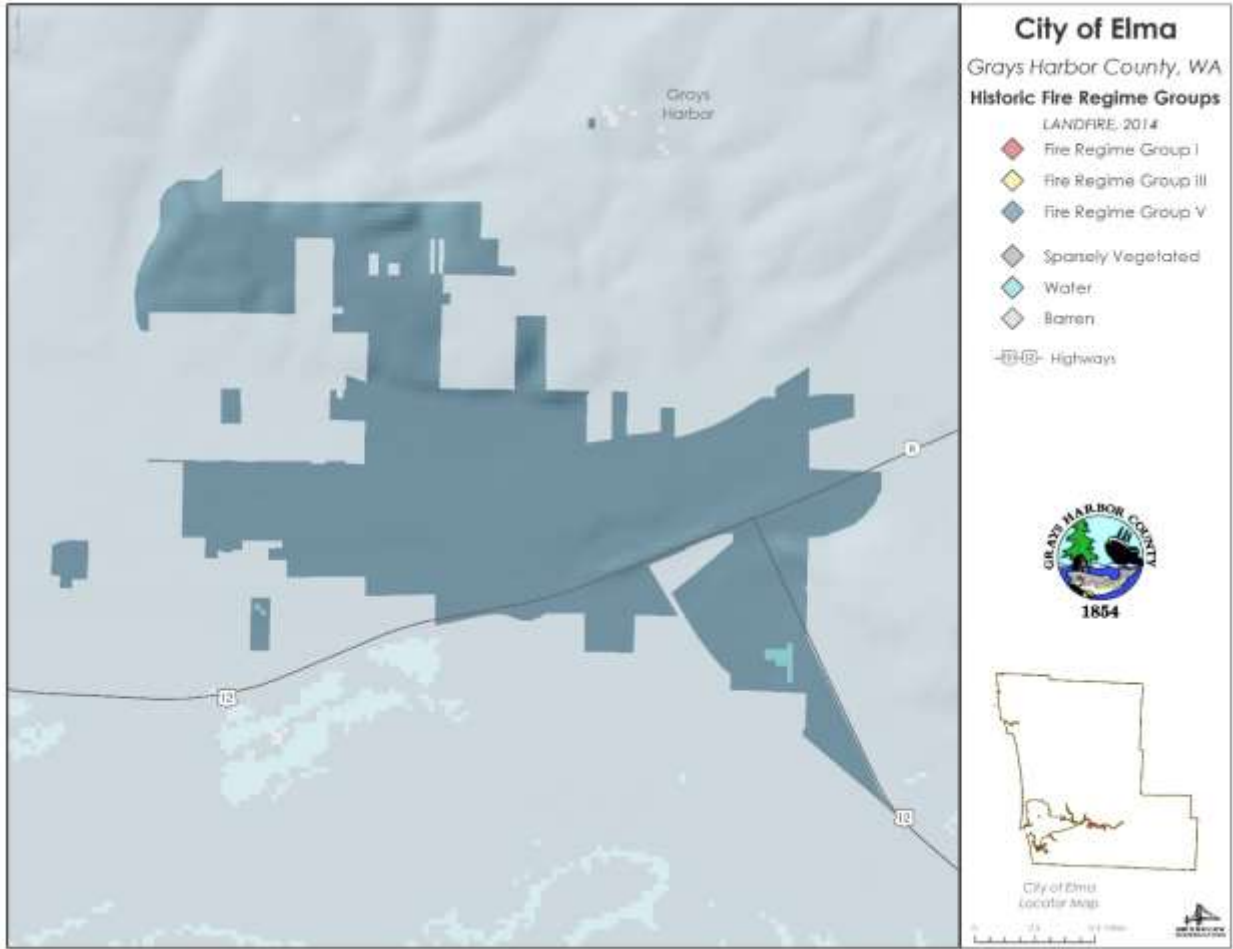 City of Elma
Grays Harbor County, WA
Historic Fire Regime Groups
LANDFIRE, 2014
Fire Regime Group I
Fire Regime Group III
Fire Regime Group V
Sparsely Vegetated
Water
Barren
Highways
Grays
Harbor
8
12
12
GRAYS HARBOR COUNTY
1854
City of Elma
Locator Map
0